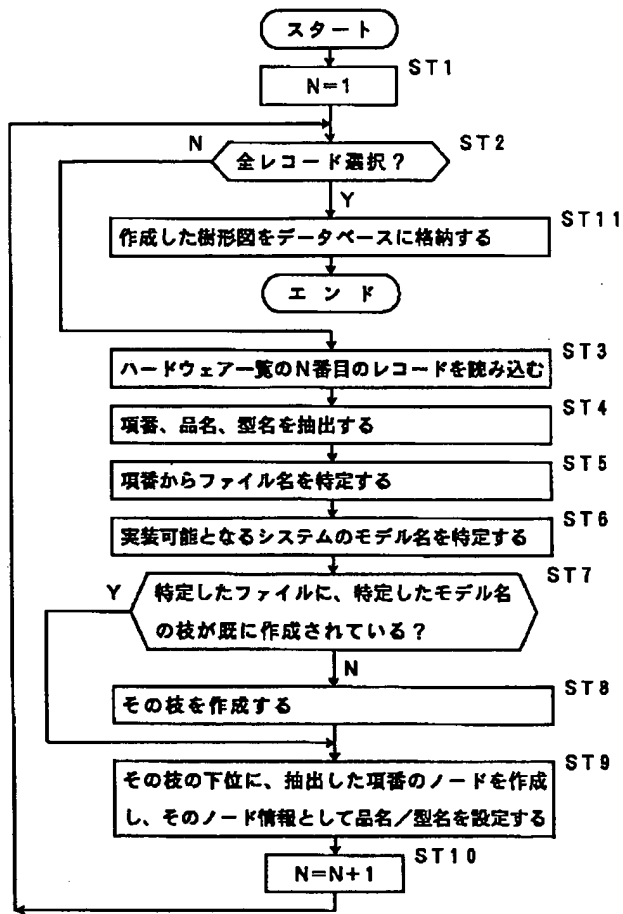 スタート
ST1
N=1
N
ST2
全レコード選択?
Y
ST11
作成した樹形図をデータベースに格納する
エンド
ST3
ハードウェア一覧のN番目のレコードを読み込む
ST4
項番、品名、型名を抽出する
ST5
項番からファイル名を特定する
ST6
実装可能となるシステムのモデル名を特定する
ST7
Y
特定したファイルに、特定したモデル名
の枝が既に作成されている?
N
ST8
その枝を作成する
ST9
その枝の下位に、抽出した項番のノードを作成
し、そのノード情報として品名/型名を設定する
ST10
N=N+1